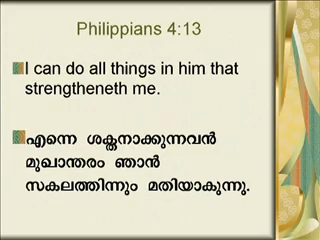 Philippians 4:13
I can do all things in him that
strengtheneth me.
എന്നെ ശക്തനാക്കുന്നവൻ
മുഖാന്തരം ഞാൻ
സകലത്തിന്നും മതിയാകുന്നു.